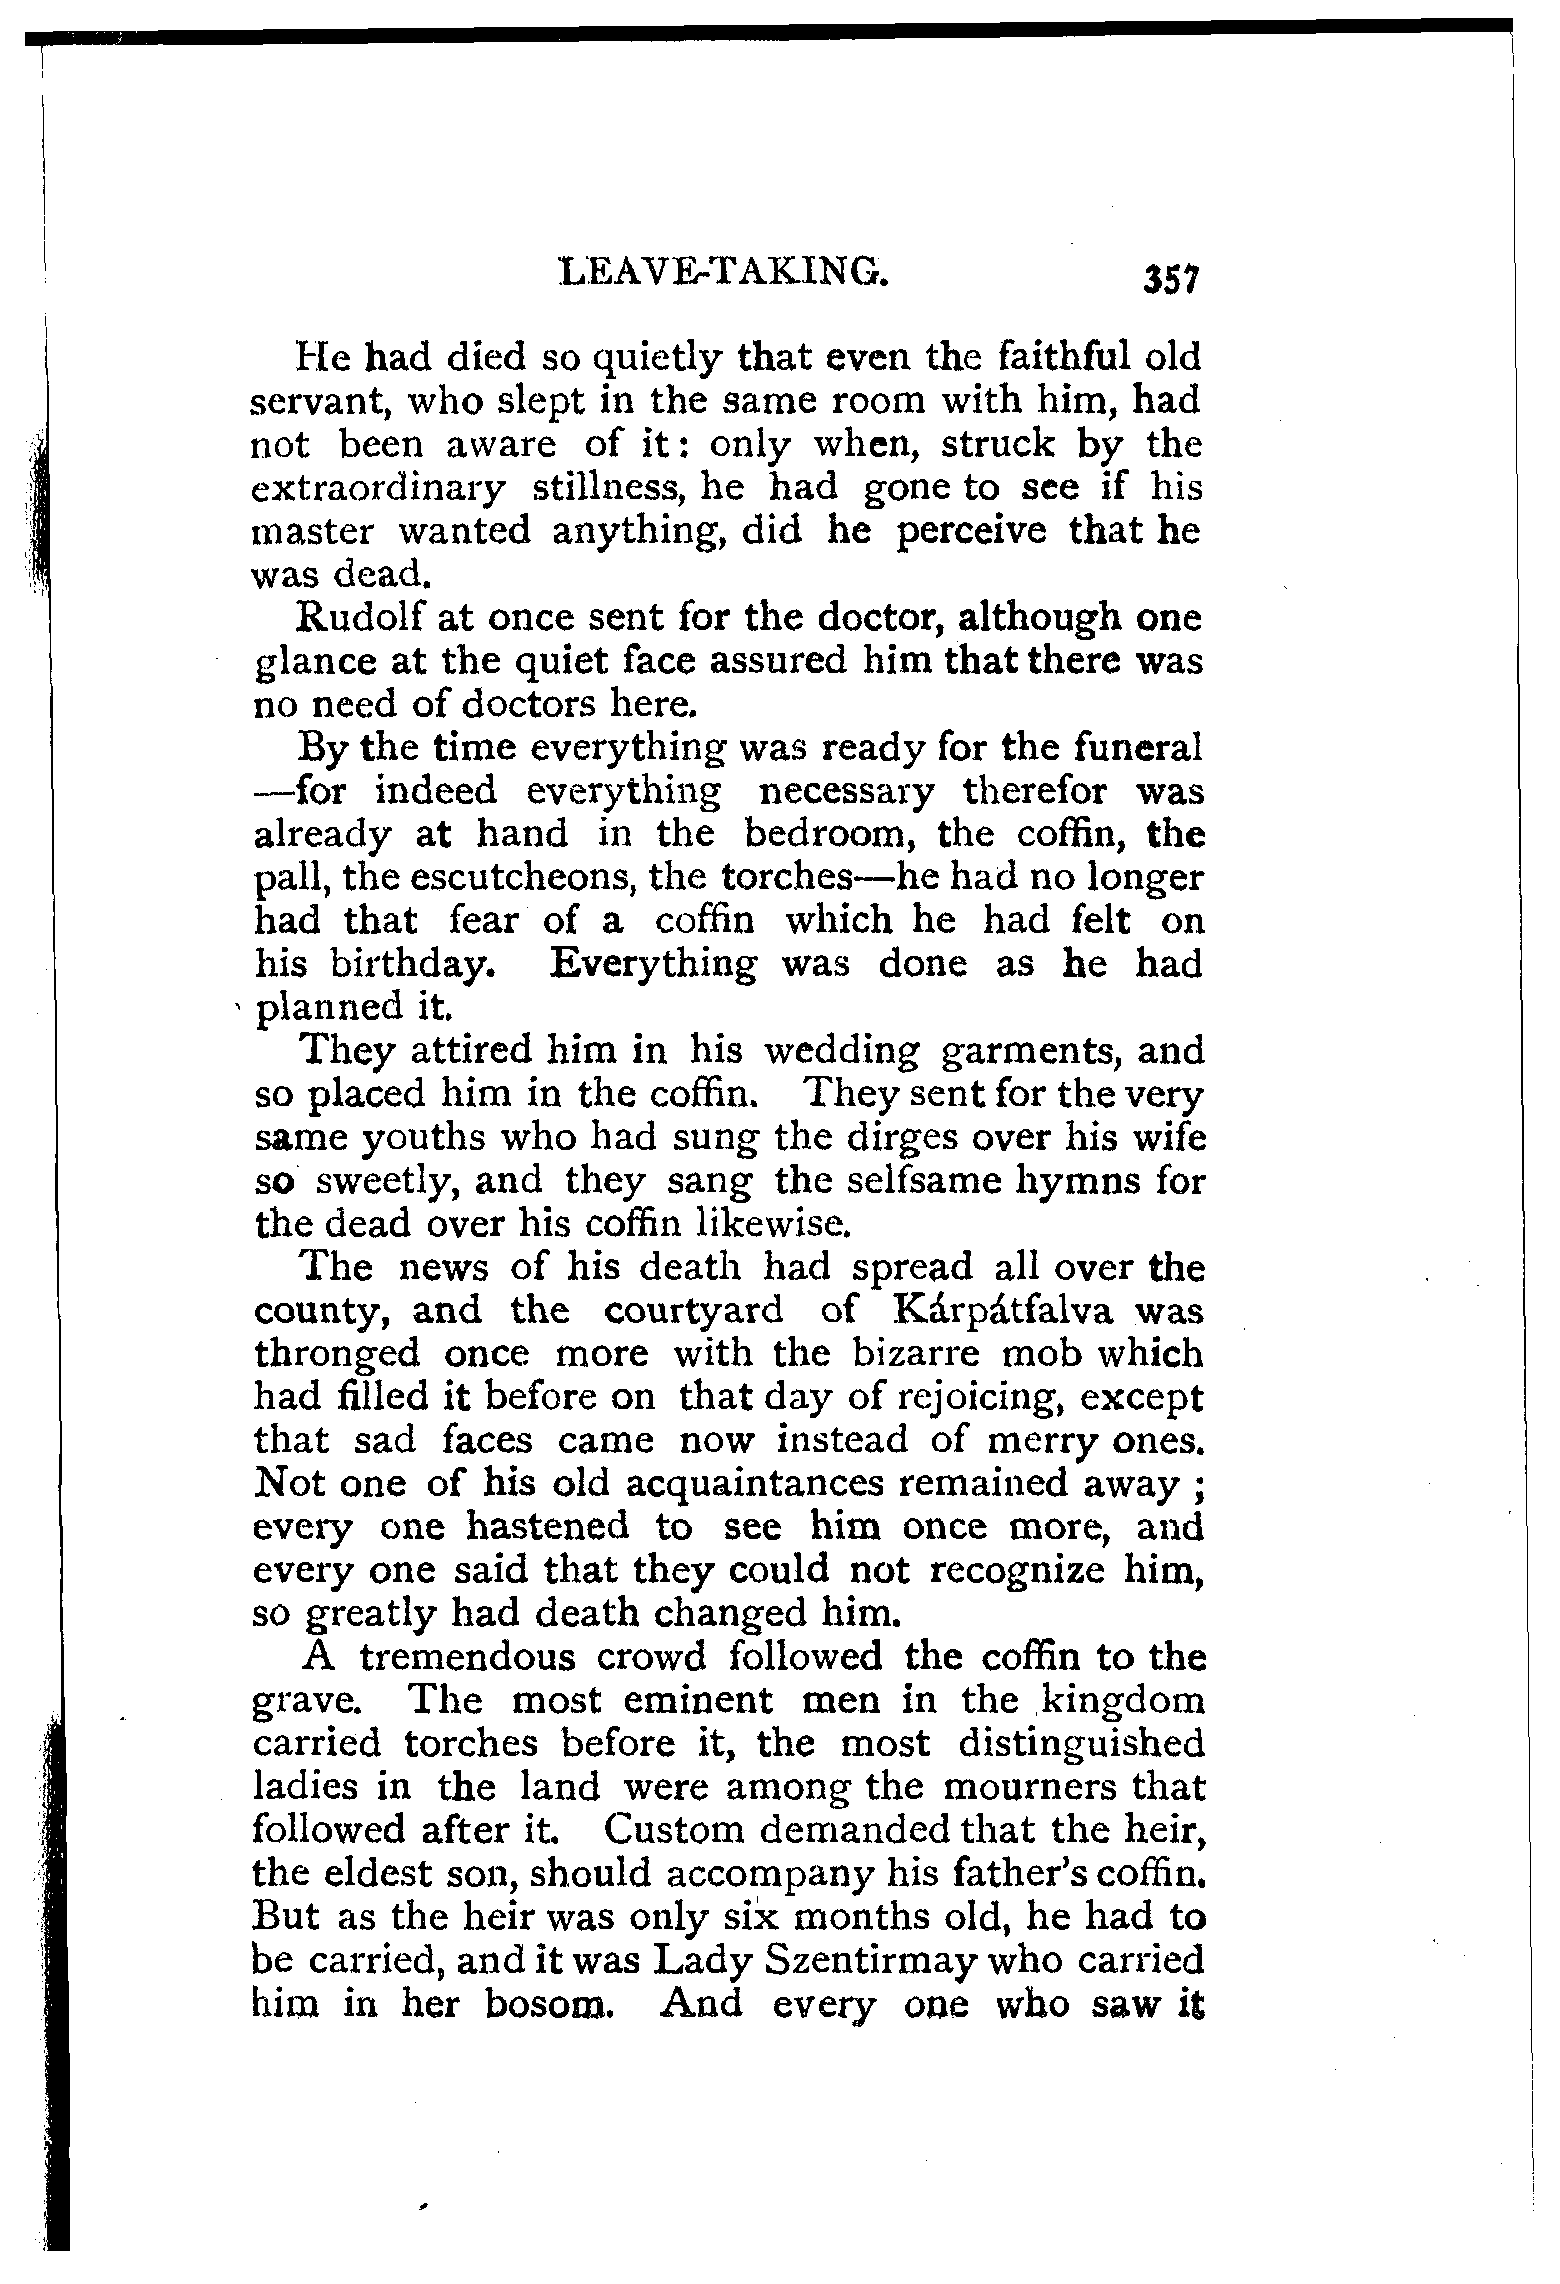 LEAVE-TAKING. 357
He had died so quietly that even the faithful old
servant, who slept in the same room with him, had
not been aware of it: only when, struck by the
extraordinary stillness, he had gone to see if his
master wanted anything, did he perceive that he
was dead.
Rudolf at once sent for the doctor, although one
glance at the quiet face assured him that there was
no need of doctors here.
By the time everything was ready for the funeral
—for indeed everything necessary therefor was
already at hand in the bedroom, the coffin, the
pall, the escutcheons, the torches—he had no longer
had that fear of a coffin which he had felt on
his birthday. Everything was done as he had
planned it.
They attired him in his wedding garments, and
so placed him in the coffin. They sent for the very
same youths who had sung the dirges over his wife
so sweetly, and they sang the selfsame hymns for
the dead over his coffin likewise.
The news of his death had spread all over the
county, and the courtyard of Kárpátfalva was
thronged once more with the bizarre mob which
had filled it before on that day of rejoicing, except
that sad faces came now instead of merry ones.
Not one of his old acquaintances remained away ;
every one hastened to see him once more, and
every one said that they could not recognize him,
so greatly had death changed him.
A tremendous crowd followed the coffin to the
grave. The most eminent men in the kingdom
carried torches before it, the most distinguished
ladies in the land were among the mourners that
followed after it. Custom demanded that the heir,
the eldest son, should accompany his father's coffin.
But as the heir was only six months old, he had to
be carried, and it was Lady Szentirmay who carried
him in her bosom. And every one who saw it